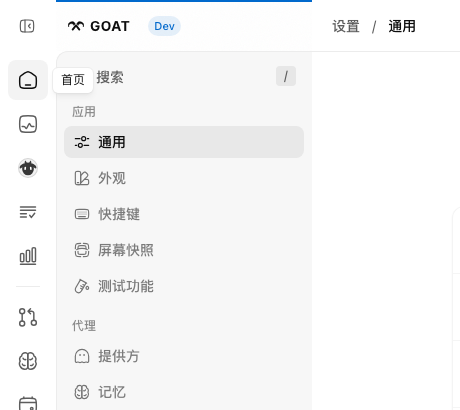 GOAT Dev 设置 / 通用
首页 搜索 /
应用
通用
外观
快捷键
屏幕快照
测试功能
代理
提供方
记忆